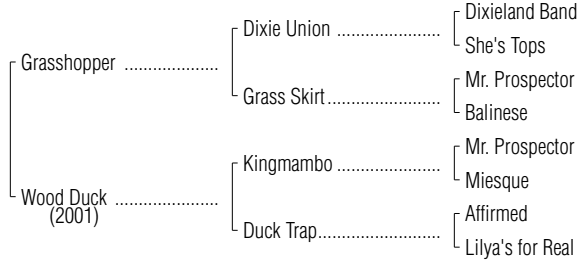 Dixieland Band
Dixie Union ....................
She's Tops
Grasshopper ....................
Mr. Prospector
Grass Skirt ......................
Balinese
Mr. Prospector
Kingmambo ....................
Miesque
Wood Duck ......................
(2001)
Affirmed
Duck Trap........................
Lilya's for Real